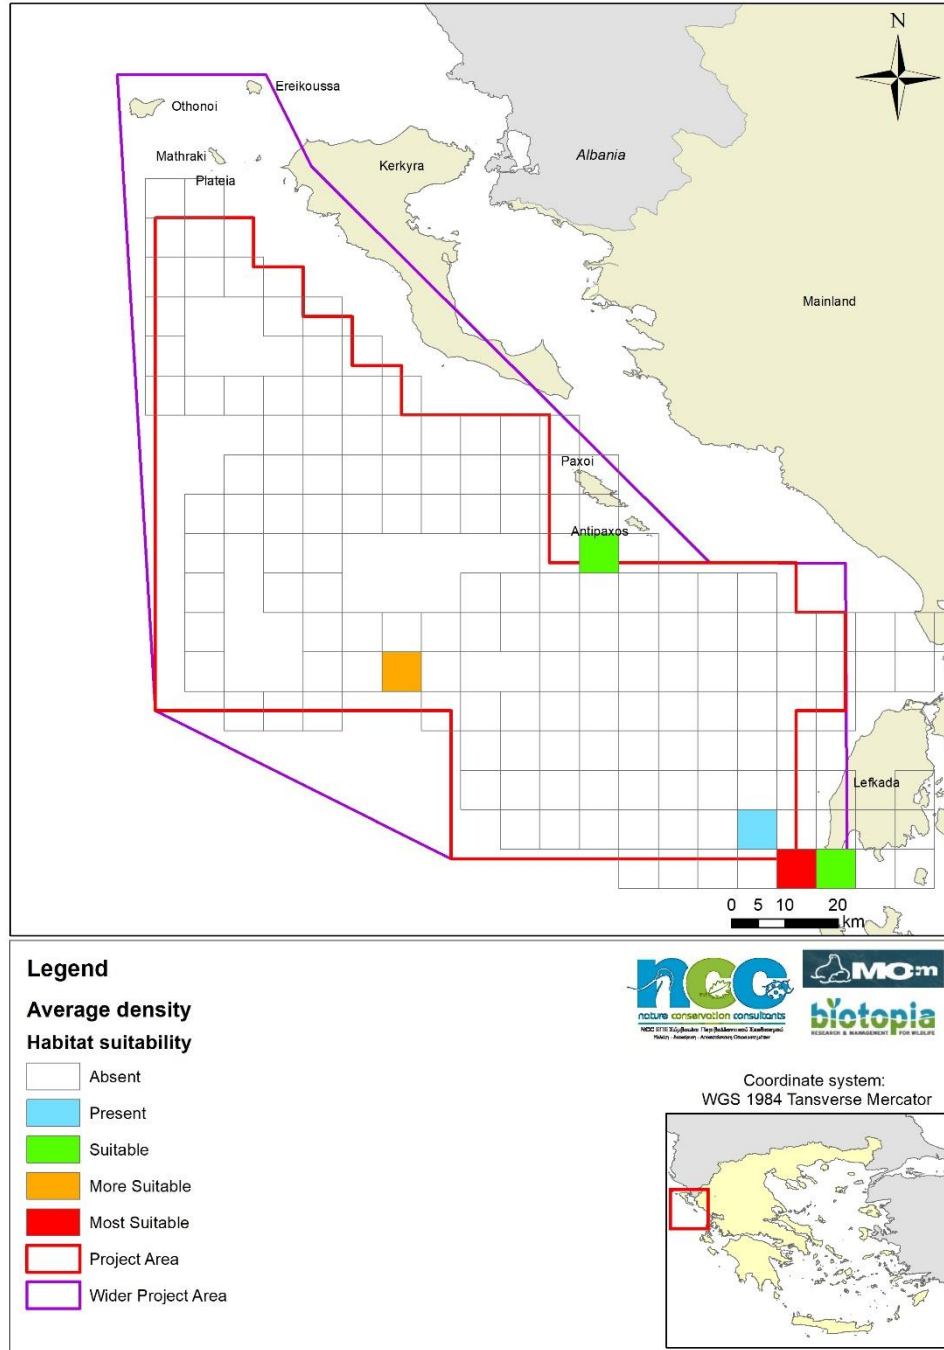 N
Ereikoussa
Othonoi
Mathraki
Plateia
Kerkyra
Albania
Mainland
Paxoi
Antipaxos
Lefkada
0 5 10 20
km
Legend
Average density
Habitat suitability
Absent
Present
Suitable
More Suitable
Most Suitable
Project Area
Wider Project Area
ncc
nature conservation consultants
MOm
biotopia
RESEARCH & MANAGEMENT FOR WILDLIFE
Coordinate system:
WGS 1984 Tansverse Mercator